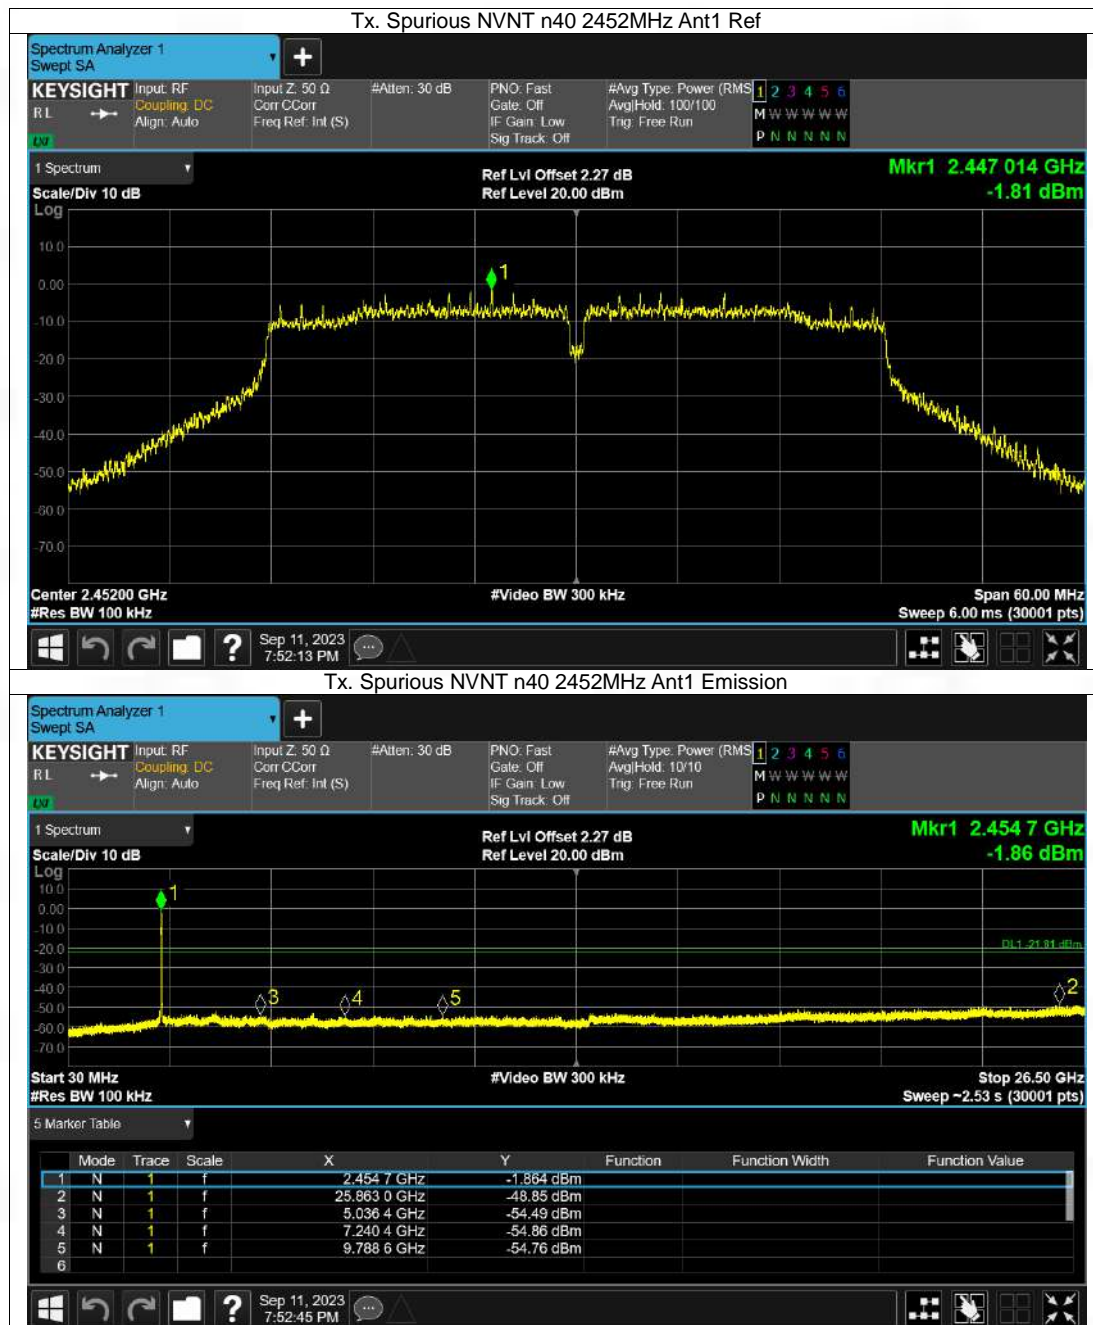 Tx. Spurious NVNT n40 2452MHz Ant1 Ref
Spectrum Analyzer 1
Swept SA
KEYSIGHT
RL
LXI
Input: RF
Coupling: DC
Align: Auto
Input Z: 50 Ω
Corr CCorr
Freq Ref: Int (S)
#Atten: 30 dB
PNO: Fast
Gate: Off
IF Gain: Low
Sig Track: Off
#Avg Type: Power (RMS
Avg|Hold: 100/100
Trig: Free Run
1 2 3 4 5 6
M W W W W W
P N N N N N
1 Spectrum
Scale/Div 10 dB
Ref Lvl Offset 2.27 dB
Ref Level 20.00 dBm
Mkr1 2.447 014 GHz
-1.81 dBm
Log
10.0
0.00
-10.0
-20.0
-30.0
-40.0
-50.0
-60.0
-70.0
1
Center 2.45200 GHz
#Res BW 100 kHz
#Video BW 300 kHz
Span 60.00 MHz
Sweep 6.00 ms (30001 pts)
?
Sep 11, 2023
7:52:13 PM
Tx. Spurious NVNT n40 2452MHz Ant1 Emission
Spectrum Analyzer 1
Swept SA
KEYSIGHT
RL
LXI
Input: RF
Coupling: DC
Align: Auto
Input Z: 50 Ω
Corr CCorr
Freq Ref: Int (S)
#Atten: 30 dB
PNO: Fast
Gate: Off
IF Gain: Low
Sig Track: Off
#Avg Type: Power (RMS
Avg|Hold: 10/10
Trig: Free Run
1 2 3 4 5 6
M W W W W W
P N N N N N
1 Spectrum
Scale/Div 10 dB
Ref Lvl Offset 2.27 dB
Ref Level 20.00 dBm
Mkr1 2.454 7 GHz
-1.86 dBm
Log
10.0
0.00
-10.0
-20.0
-30.0
-40.0
-50.0
-60.0
-70.0
1
DL1 -21.81 dBm
3
4
5
2
Start 30 MHz
#Res BW 100 kHz
#Video BW 300 kHz
Stop 26.50 GHz
Sweep ~2.53 s (30001 pts)
5 Marker Table
Mode Trace Scale X Y Function Function Width Function Value
1 N 1 f 2.454 7 GHz -1.864 dBm
2 N 1 f 25.863 0 GHz -48.85 dBm
3 N 1 f 5.036 4 GHz -54.49 dBm
4 N 1 f 7.240 4 GHz -54.86 dBm
5 N 1 f 9.788 6 GHz -54.76 dBm
6
?
Sep 11, 2023
7:52:45 PM